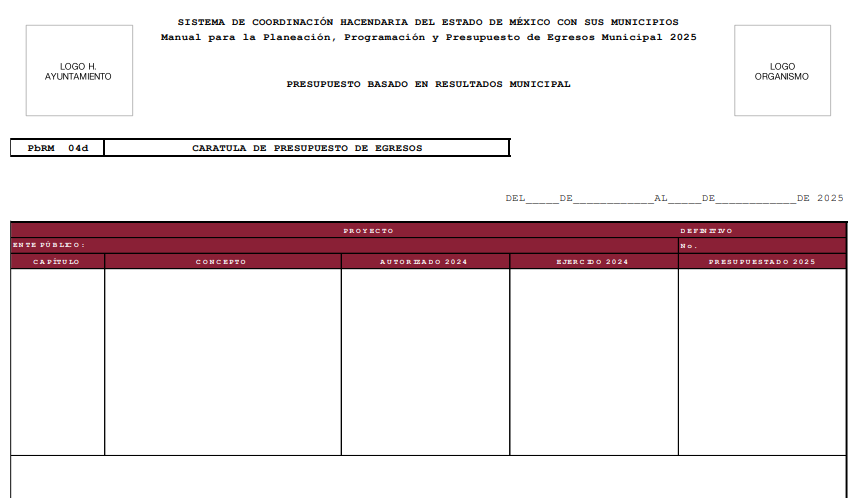 SISTEMA DE COORDINACIÓN HACENDARIA DEL ESTADO DE MÉXICO CON SUS MUNICIPIOS
Manual para la Planeación, Programación y Presupuesto de Egresos Municipal 2025
LOGO H.
AYUNTAMIENTO
LOGO
ORGANISMO
PRESUPUESTO BASADO EN RESULTADOS MUNICIPAL
PbRM 04d CARATULA DE PRESUPUESTO DE EGRESOS
DEL_____DE____________AL_____DE____________DE 2025
PROYECTO DEFINITIVO
ENTE PÚBLICO: No.
CAPÍTULO CONCEPTO AUTORIZADO 2024 EJERCIDO 2024 PRESUPUESTADO 2025